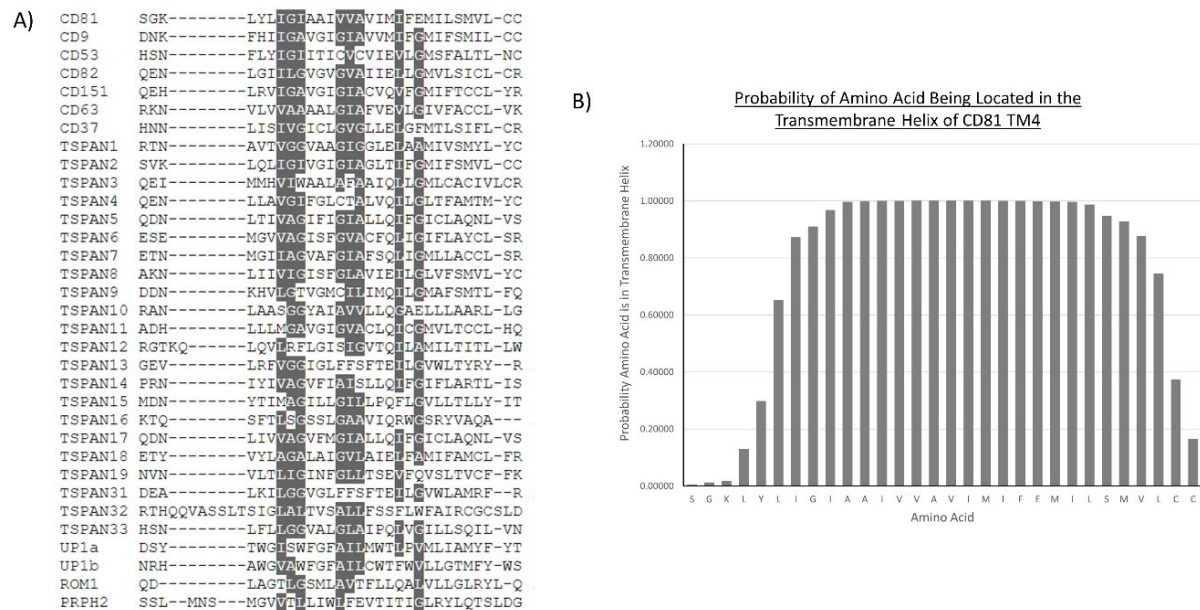 A)
CD81 SGK--------LYLIGIAAIVVAVIMIFEMILSMVL-CC
CD9 DNK--------FHIIGAVGIGIAVVMIFGMIFSMIL-CC
CD53 HSN--------FLYIGIITICVCVIEVLGMSFALTL-NC
CD82 QEN--------LGIILGVGVGVAIIELLGMVLSICL-CR
CD151 QEH--------LRVIGAVGIGIACVQVFGMIFTCCL-YR
CD63 RKN--------VLVVAAAALGIAFVEVLGIVFACCL-VK
CD37 HNN--------LISIVGICLGVGLLELGFMTLSIFL-CR
TSPAN1 RTN--------AVTVGGVAAGIGGLELAAMIVSMYL-YC
TSPAN2 SVK--------LQLIGIVGIGIAGLTIFGMIFSMVL-CC
TSPAN3 QEI--------MMHVIWAALAFAAIQLLGMLCACIVLCR
TSPAN4 QEN--------LLAVGIFGLCTALVQILGLTFAMTM-YC
TSPAN5 QDN--------LTIVAGIFIGIALLQIFGICLAQNL-VS
TSPAN6 ESE--------MGVVAGISFGVACFQLIGIFLAYCL-SR
TSPAN7 ETN--------MGIIAGVAFGIAFSQLIGMLLACCL-SR
TSPAN8 AKN--------LIIVIGISFGLAVIEILGLVFSMVL-YC
TSPAN9 DDN--------KHVLGTVGMCILIMQILGMAFSMTL-FQ
TSPAN10 RAN--------LAASGGYAIAVVLLQGAELLLAARL-LG
TSPAN11 ADH--------LLLMGAVGIGVACLQICGMVLTCCL-HQ
TSPAN12 RGTKQ------LQVLRFLGISIGVTQILAMILTITL-LW
TSPAN13 GEV--------LRFVGGIGLFFSFTEILGVWLTYRY--R
TSPAN14 PRN--------IYIVAGVFIAISLLQIFGIFLARTL-IS
TSPAN15 MDN--------YTIMAGILLGILLPQFLGVLLTLLY-IT
TSPAN16 KTQ--------SFTLSGSSLGAAVIQRWGSRYVAQA---
TSPAN17 QDN--------LIVVAGVFMGIALLQIFGICLAQNL-VS
TSPAN18 ETY--------VYLAGALAIGVLAIELFAMIFAMCL-FR
TSPAN19 NVN--------VLTLIGINFGLLTSEVFQVSLTVCF-FK
TSPAN31 DEA--------LKILGGVGLFFSFTEILGVWLAMRF--R
TSPAN32 RTHQQVASSLTSIGLALTVSALLFSSFLWFAIRCGCSLD
TSPAN33 HSN--------LFLLGGVALGLAIPQLVGILLSQIL-VN
UP1a DSY--------TWGISWFGFAILMWTLPVMLIAMYF-YT
UP1b NRH--------AWGVAWFGFAILCWTFWVLLGTMFY-WS
ROM1 QD---------LAGTLGSMLAVTFLLQALVLLGLRYL-Q
PRPH2 SSL--MNS---MGVVTLLIWLFEVTITIGLRYLQTSLDG
B)
Probability of Amino Acid Being Located in the
Transmembrane Helix of CD81 TM4
Probability Amino Acid is in Transmembrane Helix
1.20000
1.00000
0.80000
0.60000
0.40000
0.20000
0.00000
S G K L Y L I G I A A I V V A V I M I F E M I L S M V L C C
Amino Acid